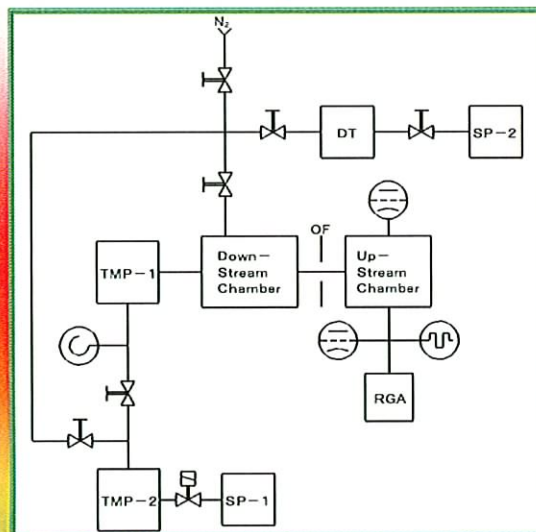 N₂
DT
SP-2
OF
TMP-1
Down-
Stream
Chamber
Up-
Stream
Chamber
RGA
TMP-2
SP-1